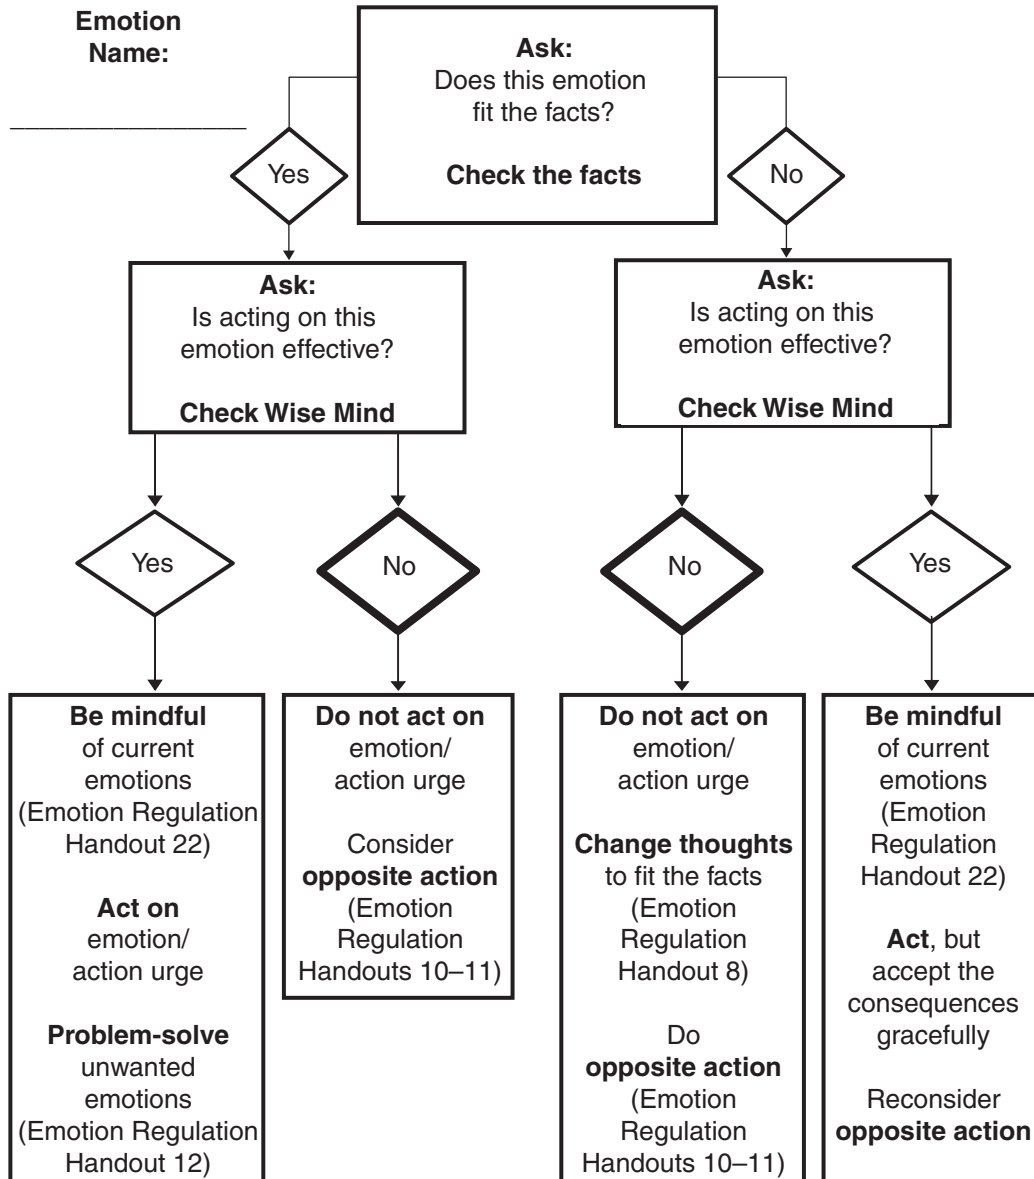 Emotion
Name:
Ask:
Does this emotion
fit the facts?
Check the facts
Yes
No
Ask:
Is acting on this
emotion effective?
Check Wise Mind
Ask:
Is acting on this
emotion effective?
Check Wise Mind
Yes
No
No
Yes
Be mindful
of current
emotions
(Emotion Regulation
Handout 22)
Act on
emotion/
action urge
Problem-solve
unwanted
emotions
(Emotion Regulation
Handout 12)
Do not act on
emotion/
action urge
Consider
opposite action
(Emotion
Regulation
Handouts 10–11)
Do not act on
emotion/
action urge
Change thoughts
to fit the facts
(Emotion
Regulation
Handout 8)
Do
opposite action
(Emotion
Regulation
Handouts 10–11)
Be mindful
of current
emotions
(Emotion
Regulation
Handout 22)
Act, but
accept the
consequences
gracefully
Reconsider
opposite action